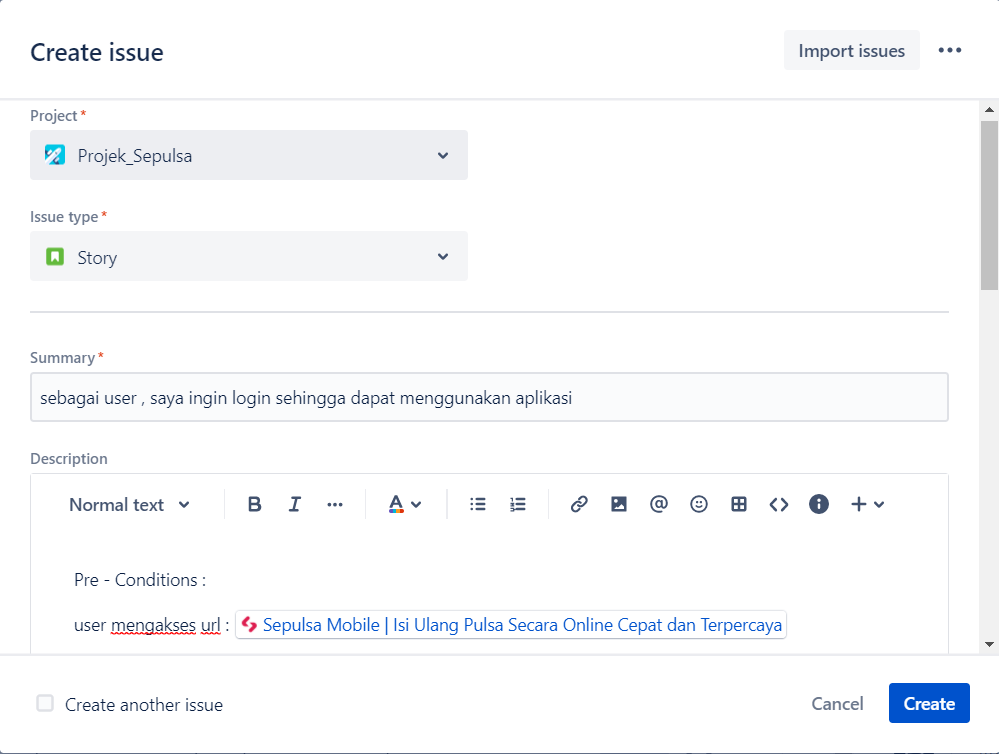 Create issue
Import issues
Project *
Projek_Sepulsa
Issue type *
Story
Summary *
sebagai user , saya ingin login sehingga dapat menggunakan aplikasi
Description
Normal text
Pre - Conditions :
user mengakses url : Sepulsa Mobile | Isi Ulang Pulsa Secara Online Cepat dan Terpercaya
Create another issue
Cancel
Create